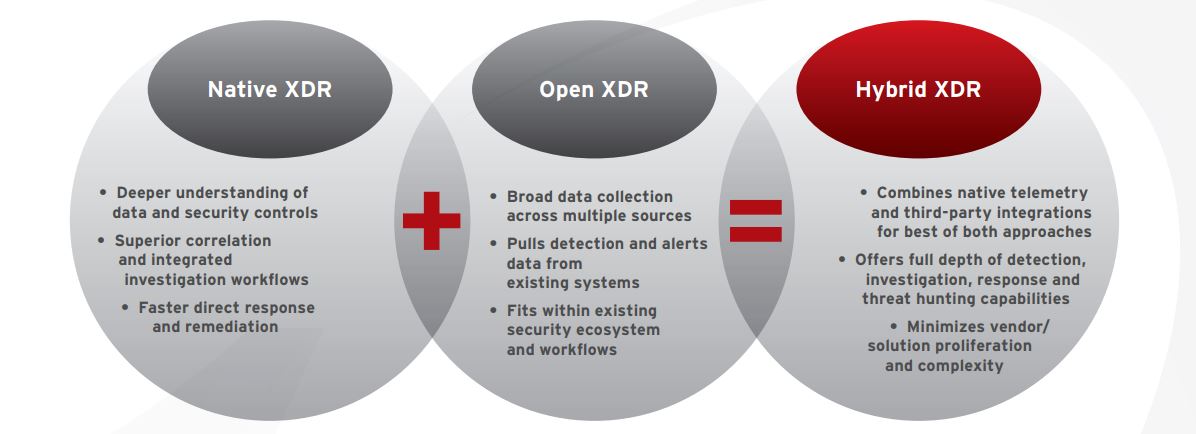 Native XDR
• Deeper understanding of
data and security controls
• Superior correlation
and integrated
investigation workflows
• Faster direct response
and remediation
+
Open XDR
• Broad data collection
across multiple sources
• Pulls detection and alerts
data from
existing systems
• Fits within existing
security ecosystem
and workflows
=
Hybrid XDR
• Combines native telemetry
and third-party integrations
for best of both approaches
• Offers full depth of detection,
investigation, response and
threat hunting capabilities
• Minimizes vendor/
solution proliferation
and complexity